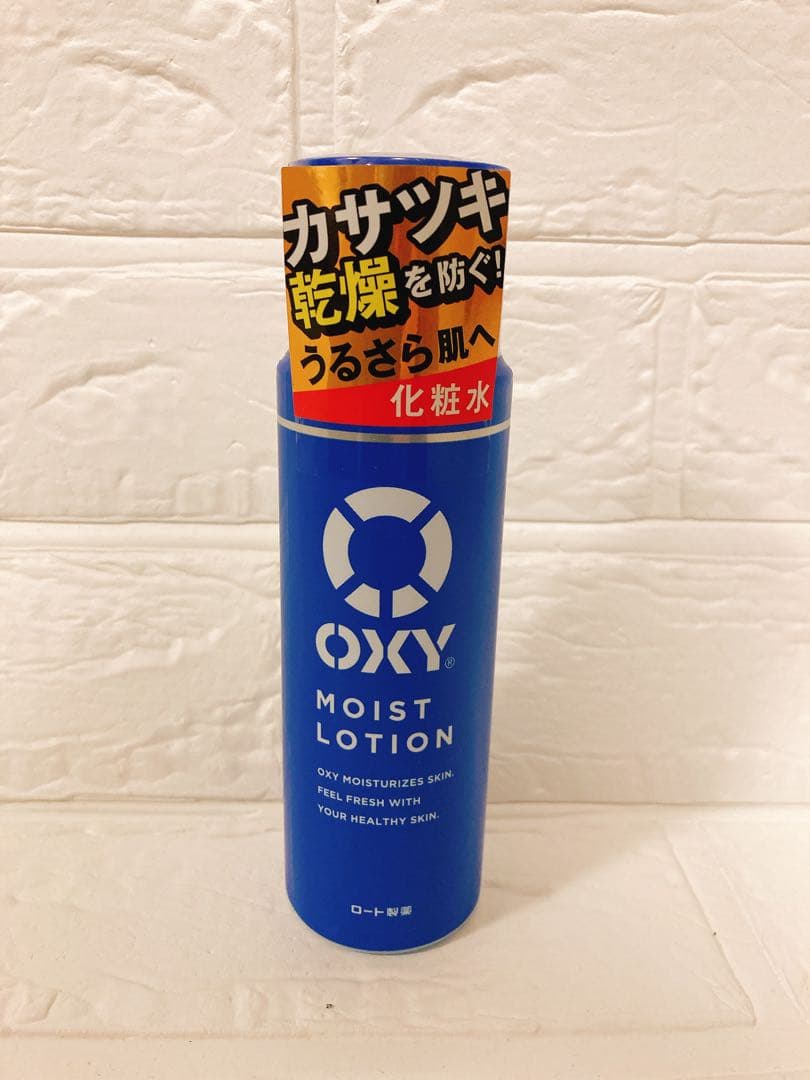 カサツキ
乾燥を防ぐ!
うるさら肌へ
化粧水
OXY®
MOIST
LOTION
OXY MOISTURIZES SKIN.
FEEL FRESH WITH
YOUR HEALTHY SKIN.
ロート製薬